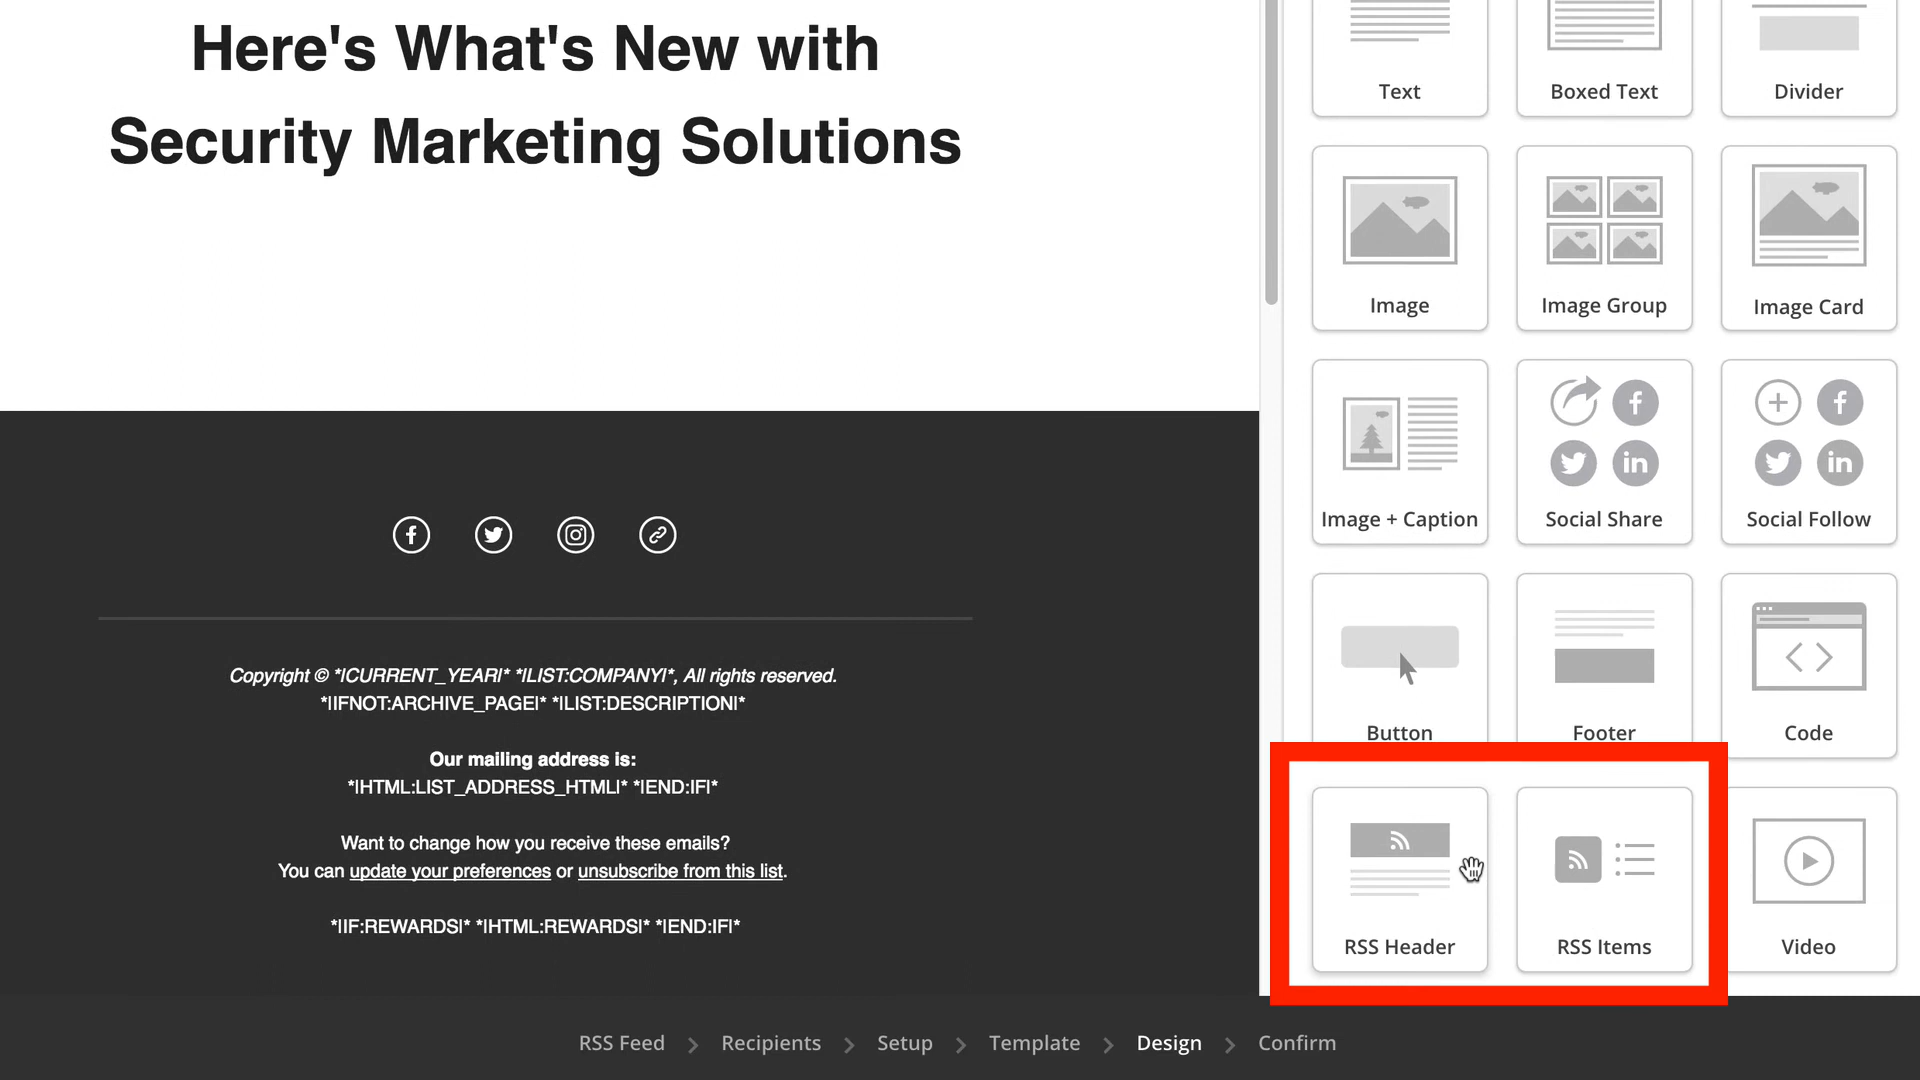 Here's What's New with
Security Marketing Solutions
Copyright © *|CURRENT_YEAR|* *|LIST:COMPANY|*, All rights reserved.
*|IFNOT:ARCHIVE_PAGE|* *|LIST:DESCRIPTION|*
Our mailing address is:
*|HTML:LIST_ADDRESS_HTML|* *|END:IF|*
Want to change how you receive these emails?
You can update your preferences or unsubscribe from this list.
*|IF:REWARDS|* *|HTML:REWARDS|* *|END:IF|*
Text
Boxed Text
Divider
Image
Image Group
Image Card
Image + Caption
Social Share
Social Follow
Button
Footer
Code
RSS Header
RSS Items
Video
RSS Feed > Recipients > Setup > Template > Design > Confirm